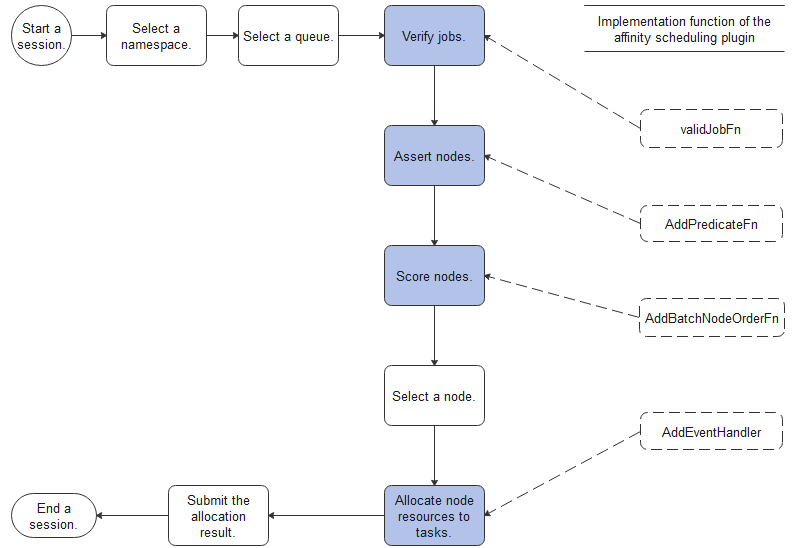 Start a
session.
Select a
namespace.
Select a queue.
Verify jobs.
Implementation function of the
affinity scheduling plugin
validJobFn
Assert nodes.
AddPredicateFn
Score nodes.
AddBatchNodeOrderFn
Select a node.
AddEventHandler
Allocate node
resources to
tasks.
Submit the
allocation
result.
End a
session.